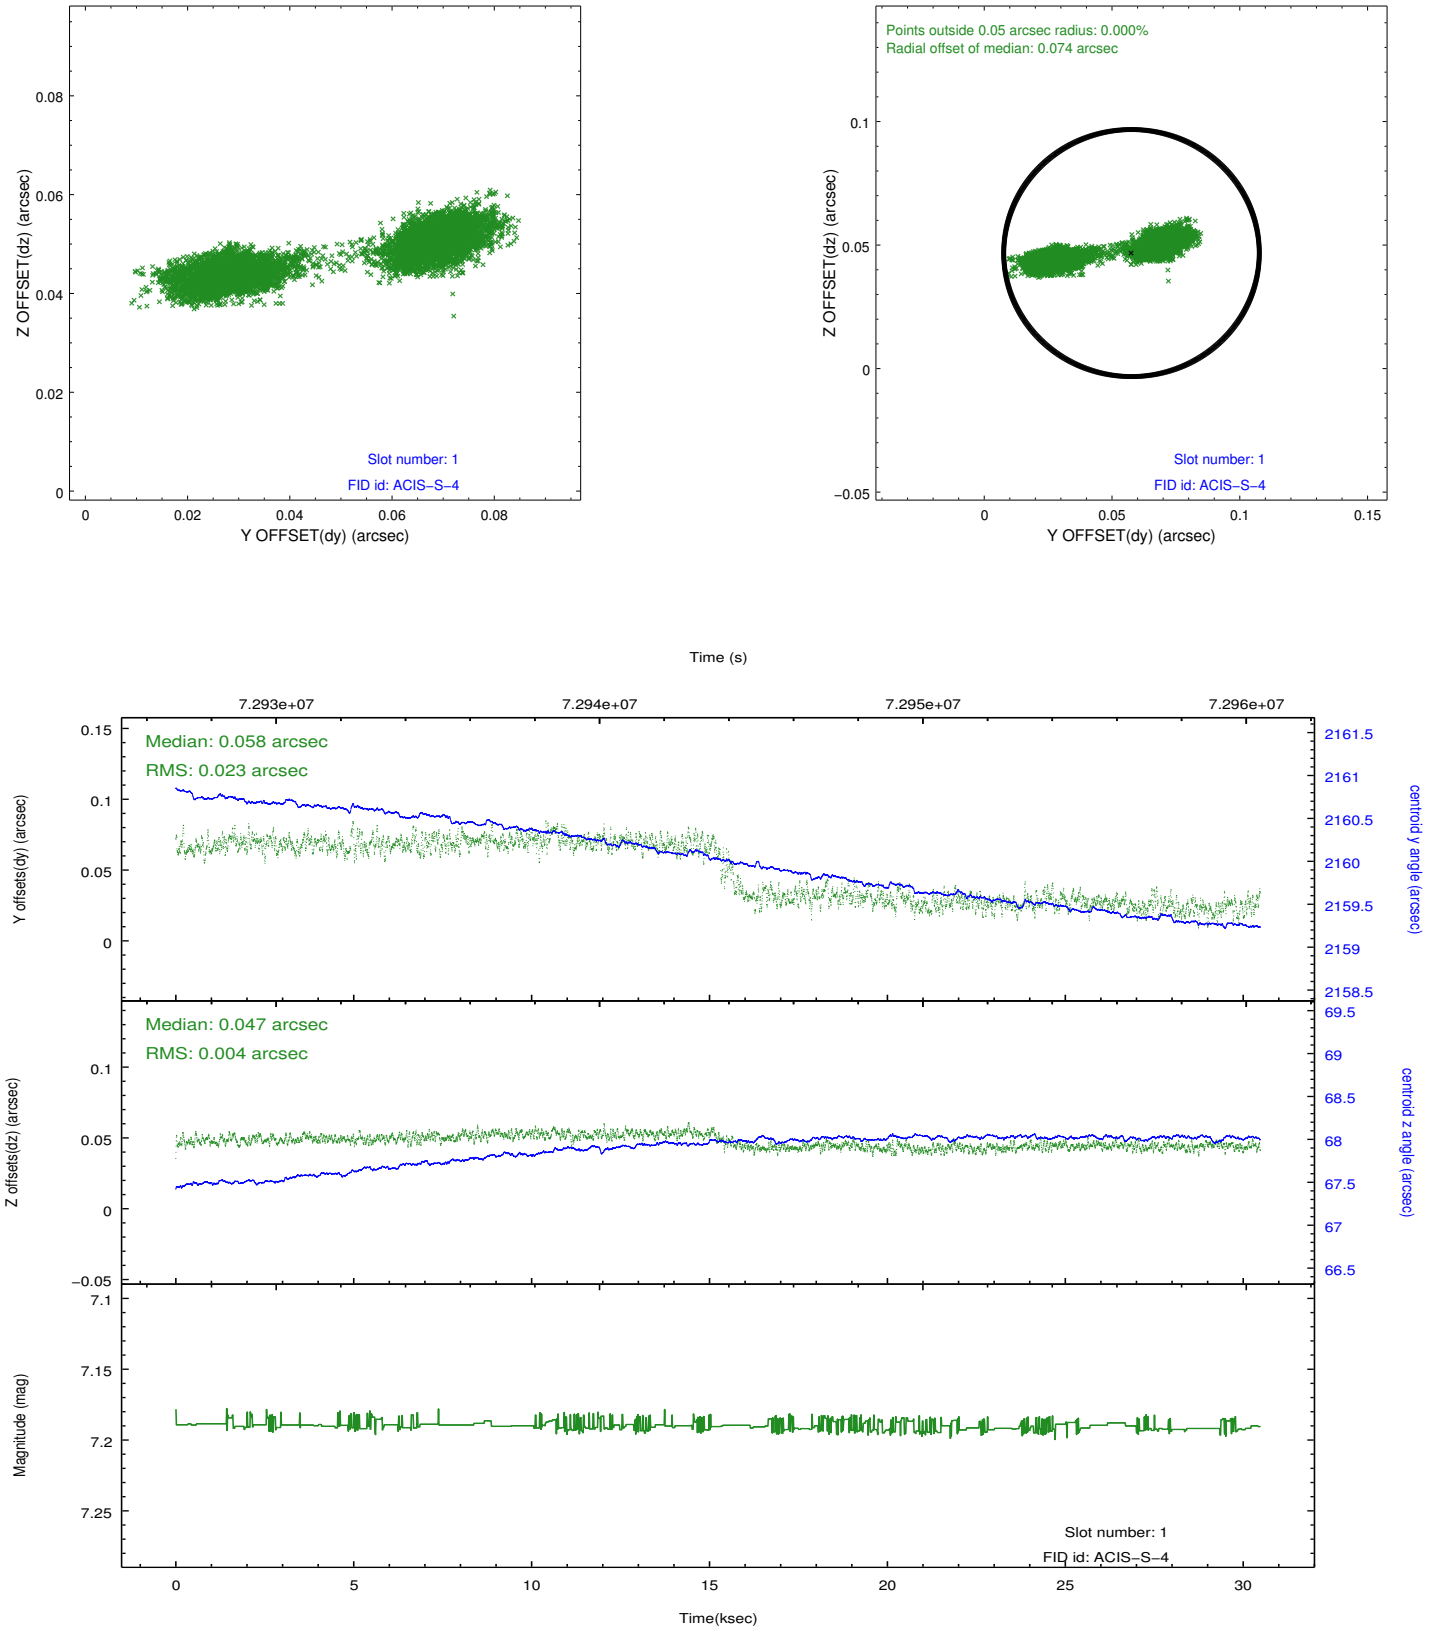 0.08
0.06
0.04
0.02
0
Z OFFSET(dz) (arcsec)
Slot number: 1
FID id: ACIS−S−4
0 0.02 0.04 0.06 0.08
Y OFFSET(dy) (arcsec)
Points outside 0.05 arcsec radius: 0.000%
Radial offset of median: 0.074 arcsec
0.1
0.05
0
−0.05
Z OFFSET(dz) (arcsec)
Slot number: 1
FID id: ACIS−S−4
0 0.05 0.1 0.15
Y OFFSET(dy) (arcsec)
Time (s)
7.293e+07 7.294e+07 7.295e+07 7.296e+07
Median: 0.058 arcsec
RMS: 0.023 arcsec
0.15
0.1
0.05
0
Y offsets(dy) (arcsec)
2161.5
2161
2160.5
2160
2159.5
2159
2158.5
centroid y angle (arcsec)
Median: 0.047 arcsec
RMS: 0.004 arcsec
0.1
0.05
0
−0.05
Z offsets(dz) (arcsec)
69.5
69
68.5
68
67.5
67
66.5
centroid z angle (arcsec)
7.1
7.15
7.2
7.25
Magnitude (mag)
Slot number: 1
FID id: ACIS−S−4
0 5 10 15 20 25 30
Time(ksec)